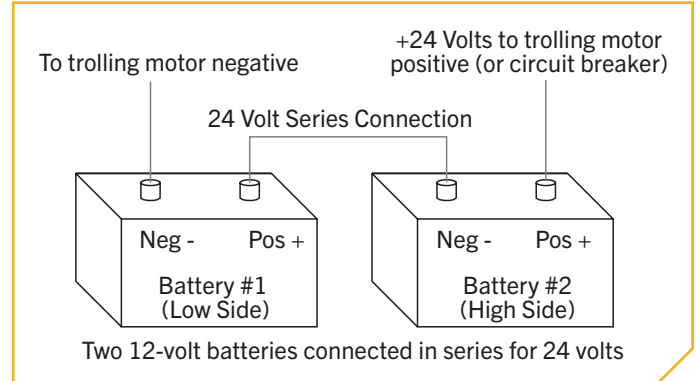 +24 Volts to trolling motor
positive (or circuit breaker)
To trolling motor negative
24 Volt Series Connection
Neg - Pos +
Battery #1
(Low Side)
Neg - Pos +
Battery #2
(High Side)
Two 12-volt batteries connected in series for 24 volts